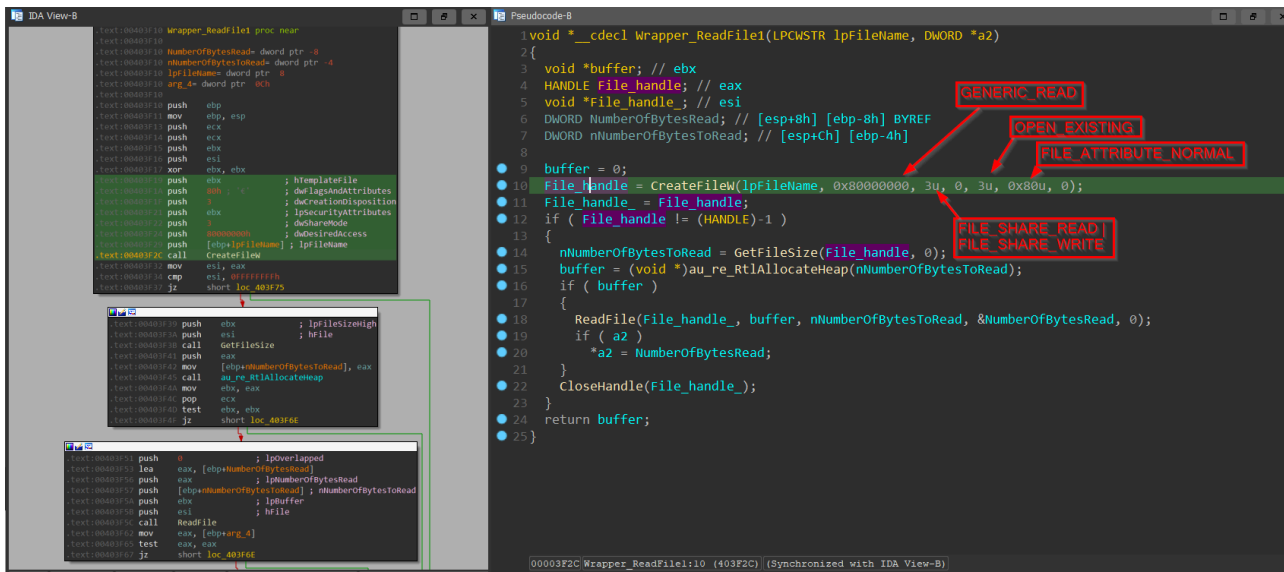 IDA View-B
.text:00403F10 Wrapper_ReadFile1 proc near
.text:00403F10
.text:00403F10 NumberOfBytesRead= dword ptr -8
.text:00403F10 nNumberOfBytesToRead= dword ptr -4
.text:00403F10 lpFileName= dword ptr  8
.text:00403F10 arg_4= dword ptr  0Ch
.text:00403F10
.text:00403F10 push    ebp
.text:00403F11 mov     ebp, esp
.text:00403F13 push    ecx
.text:00403F14 push    ecx
.text:00403F15 push    ebx
.text:00403F16 push    esi
.text:00403F17 xor     ebx, ebx
push    ebx             ; hTemplateFile
push    80h             ; dwFlagsAndAttributes
push    3               ; dwCreationDisposition
push    ebx             ; lpSecurityAttributes
push    3               ; dwShareMode
push    80000000h       ; dwDesiredAccess
push    [ebp+lpFileName] ; lpFileName
.text:00403F2C call    CreateFileW
.text:00403F32 mov     esi, eax
.text:00403F34 cmp     esi, 0FFFFFFFFh
.text:00403F37 jz      short loc_403F75
.text:00403F39 push    ebx             ; lpFileSizeHigh
.text:00403F3A push    esi             ; hFile
.text:00403F3B call    GetFileSize
.text:00403F41 push    eax
.text:00403F42 mov     [ebp+nNumberOfBytesToRead], eax
.text:00403F45 call    au_re_RtlAllocateHeap
.text:00403F4A mov     ebx, eax
.text:00403F4C pop     ecx
.text:00403F4D test    ebx, ebx
.text:00403F4F jz      short loc_403F6E
.text:00403F51 push    0               ; lpOverlapped
.text:00403F53 lea     eax, [ebp+NumberOfBytesRead]
.text:00403F56 push    eax             ; lpNumberOfBytesRead
.text:00403F57 push    [ebp+nNumberOfBytesToRead] ; nNumberOfBytesToRead
.text:00403F5A push    ebx             ; lpBuffer
.text:00403F5B push    esi             ; hFile
.text:00403F5C call    ReadFile
.text:00403F62 mov     eax, [ebp+arg_4]
.text:00403F65 test    eax, eax
.text:00403F67 jz      short loc_403F6E
Pseudocode-B
1 void *__cdecl Wrapper_ReadFile1(LPCWSTR lpFileName, DWORD *a2)
2 {
3   void *buffer; // ebx
4   HANDLE File_handle; // eax
5   void *File_handle_; // esi
6   DWORD NumberOfBytesRead; // [esp+8h] [ebp-8h] BYREF
7   DWORD nNumberOfBytesToRead; // [esp+Ch] [ebp-4h]
8
9   buffer = 0;
10   File_handle = CreateFileW(lpFileName, 0x80000000, 3u, 0, 3u, 0x80u, 0);
11   File_handle_ = File_handle;
12   if ( File_handle != (HANDLE)-1 )
13   {
14     nNumberOfBytesToRead = GetFileSize(File_handle, 0);
15     buffer = (void *)au_re_RtlAllocateHeap(nNumberOfBytesToRead);
16     if ( buffer )
17     {
18       ReadFile(File_handle_, buffer, nNumberOfBytesToRead, &NumberOfBytesRead, 0);
19       if ( a2 )
20         *a2 = NumberOfBytesRead;
21     }
22     CloseHandle(File_handle_);
23   }
24   return buffer;
25 }
GENERIC_READ
OPEN_EXISTING
FILE_ATTRIBUTE_NORMAL
FILE_SHARE_READ |
FILE_SHARE_WRITE
00003F2C Wrapper_ReadFile1:10 (403F2C) (Synchronized with IDA View-B)